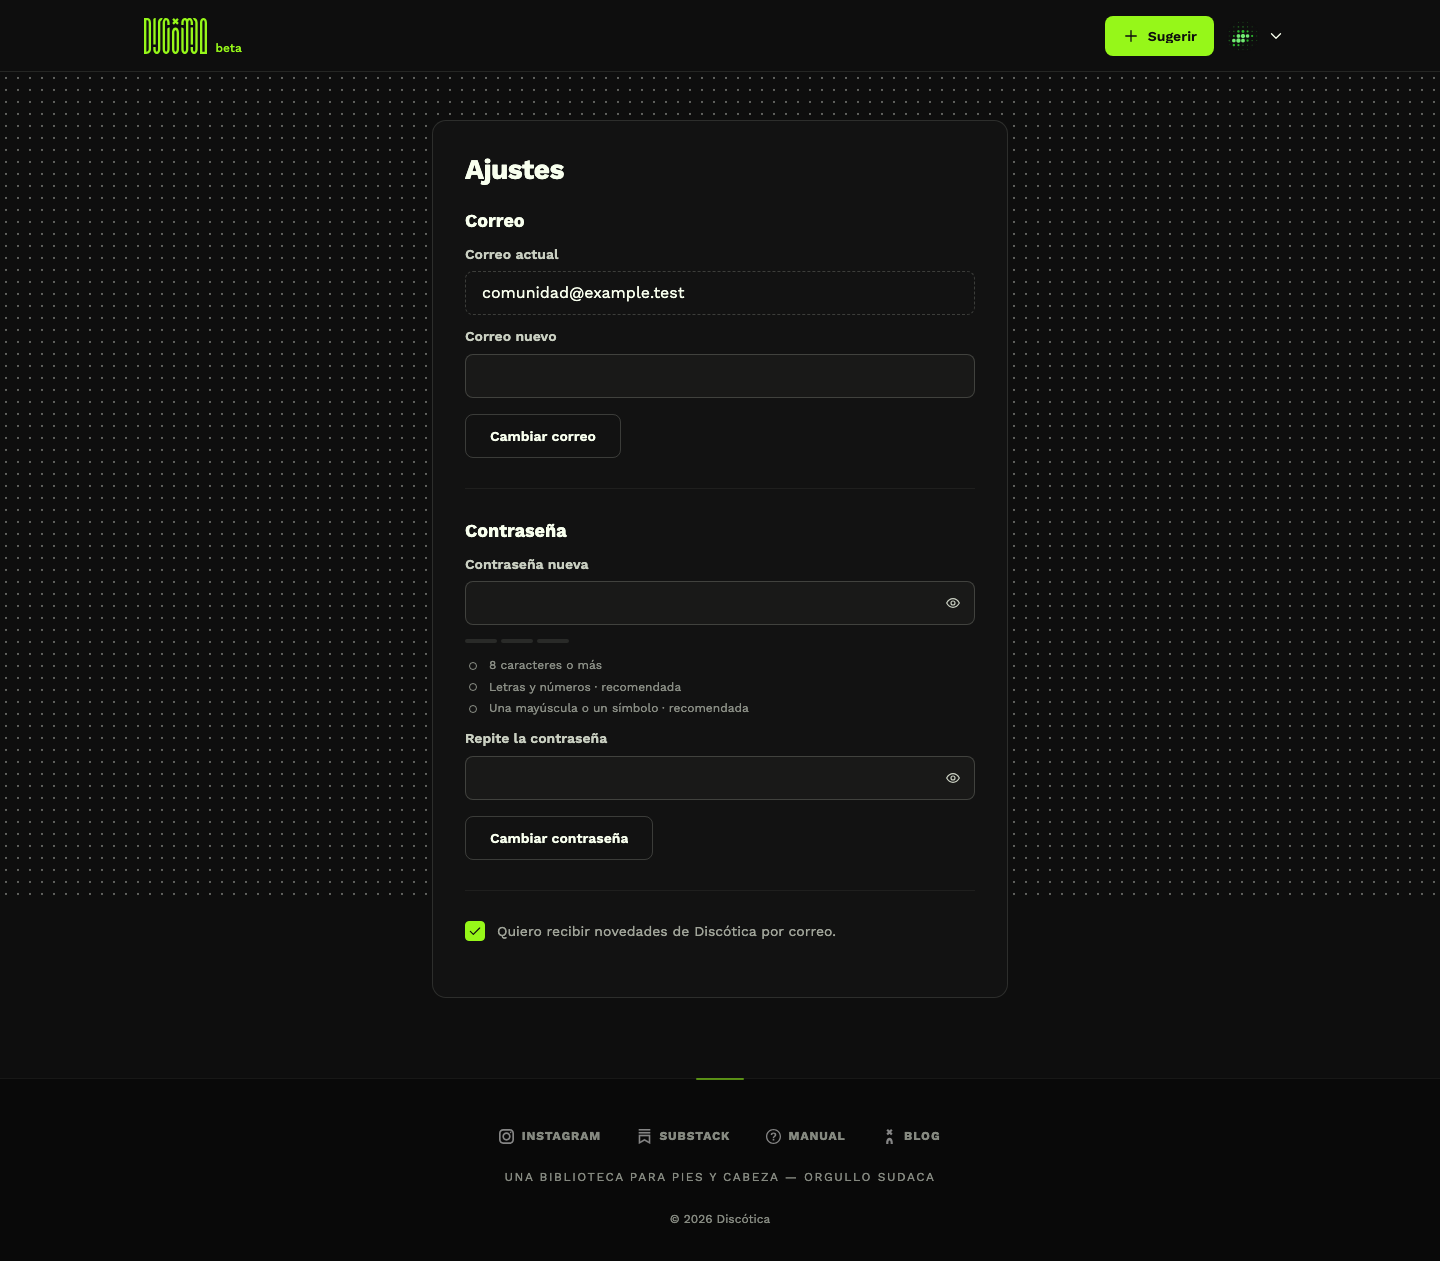 DISCÓTICA beta
Sugerir
Ajustes
Correo
Correo actual
comunidad@example.test
Correo nuevo
Cambiar correo
Contraseña
Contraseña nueva
8 caracteres o más
Letras y números · recomendada
Una mayúscula o un símbolo · recomendada
Repite la contraseña
Cambiar contraseña
Quiero recibir novedades de Discótica por correo.
INSTAGRAM SUBSTACK MANUAL BLOG
UNA BIBLIOTECA PARA PIES Y CABEZA — ORGULLO SUDACA
© 2026 Discótica